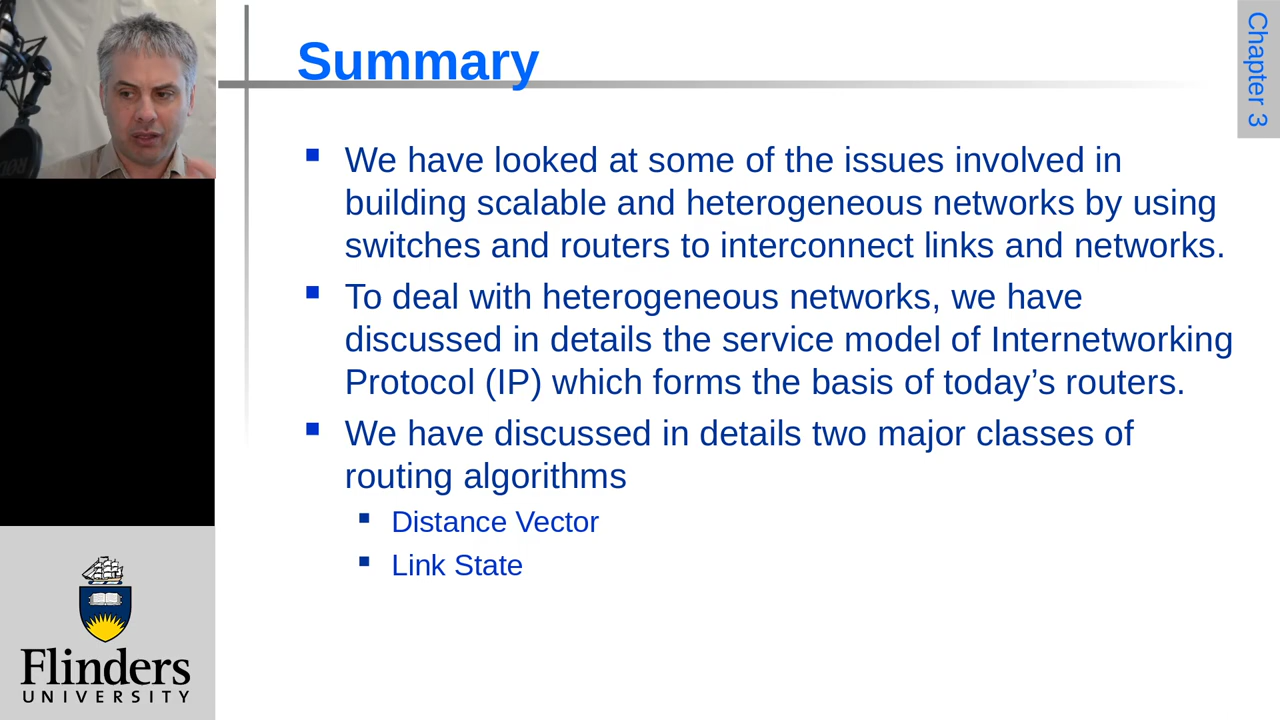 Summary
Chapter 3
We have looked at some of the issues involved in
building scalable and heterogeneous networks by using
switches and routers to interconnect links and networks.
To deal with heterogeneous networks, we have
discussed in details the service model of Internetworking
Protocol (IP) which forms the basis of today’s routers.
We have discussed in details two major classes of
routing algorithms
Distance Vector
Link State
Flinders
UNIVERSITY